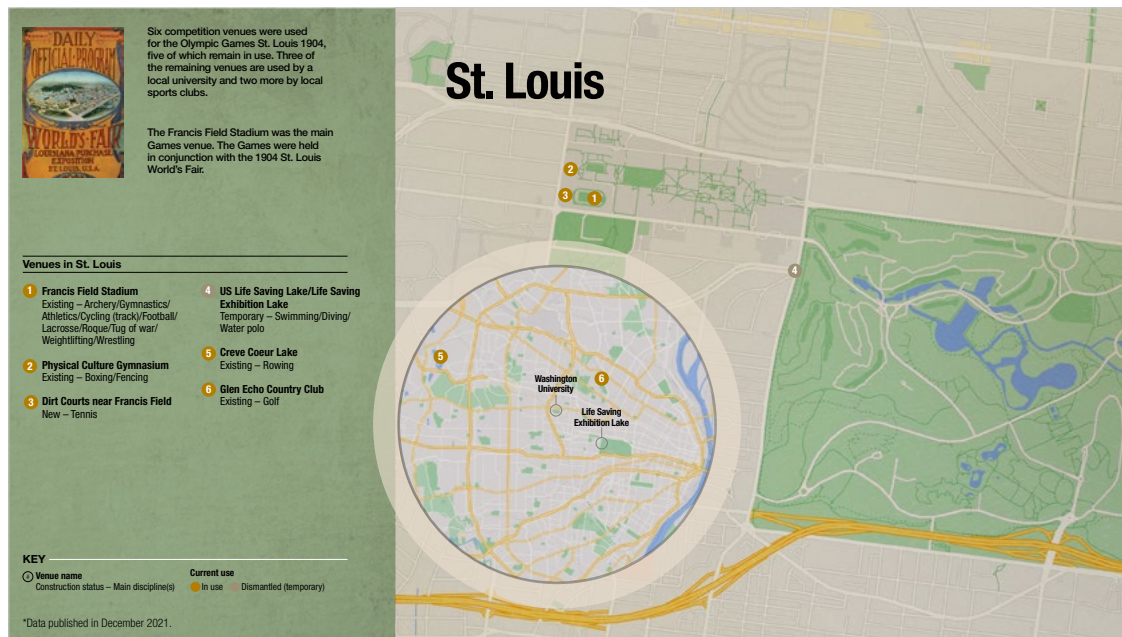 DAILY
OFFICIAL PROGRAM
WORLD'S FAIR
LOUISIANA PURCHASE
EXPOSITION
ST. LOUIS, U.S.A.
Six competition venues were used
for the Olympic Games St. Louis 1904,
five of which remain in use. Three of
the remaining venues are used by a
local university and two more by local
sports clubs.
The Francis Field Stadium was the main
Games venue. The Games were held
in conjunction with the 1904 St. Louis
World's Fair.
Venues in St. Louis
1 Francis Field Stadium
Existing – Archery/Gymnastics/
Athletics/Cycling (track)/Football/
Lacrosse/Roque/Tug of war/
Weightlifting/Wrestling
2 Physical Culture Gymnasium
Existing – Boxing/Fencing
3 Dirt Courts near Francis Field
New – Tennis
4 US Life Saving Lake/Life Saving
Exhibition Lake
Temporary – Swimming/Diving/
Water polo
5 Creve Coeur Lake
Existing – Rowing
6 Glen Echo Country Club
Existing – Golf
KEY
# Venue name
Construction status – Main discipline(s)
Current use
In use Dismantled (temporary)
*Data published in December 2021.
St. Louis
2
3
1
4
5
6
Washington
University
Life Saving
Exhibition Lake